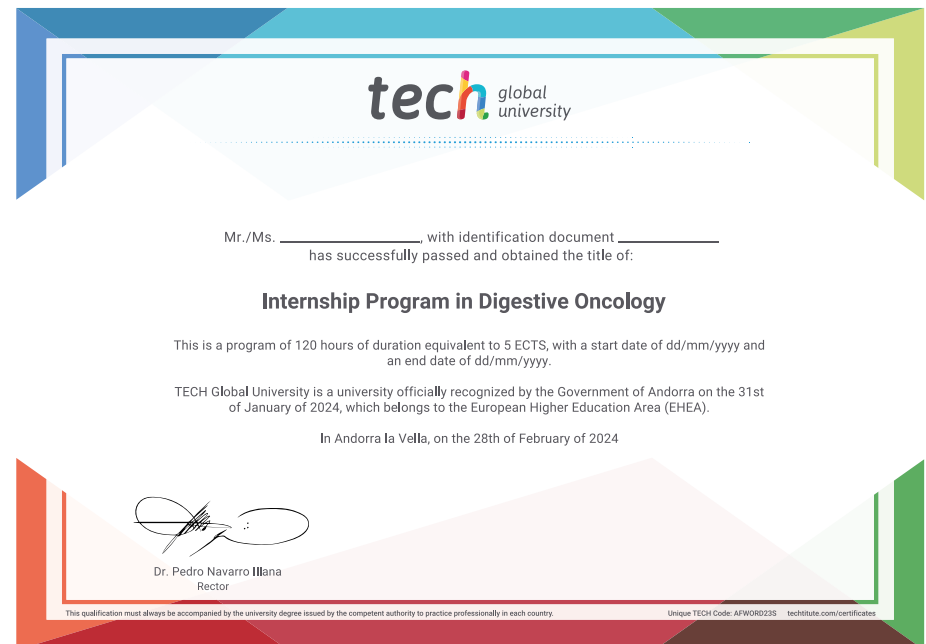 tech global
university
Mr./Ms. ______________, with identification document __________
has successfully passed and obtained the title of:
Internship Program in Digestive Oncology
This is a program of 120 hours of duration equivalent to 5 ECTS, with a start date of dd/mm/yyyy and
an end date of dd/mm/yyyy.
TECH Global University is a university officially recognized by the Government of Andorra on the 31st
of January of 2024, which belongs to the European Higher Education Area (EHEA).
In Andorra la Vella, on the 28th of February of 2024
Dr. Pedro Navarro Illana
Rector
This qualification must always be accompanied by the university degree issued by the competent authority to practice professionally in each country. Unique TECH Code: AFWORD23S techtitute.com/certificates